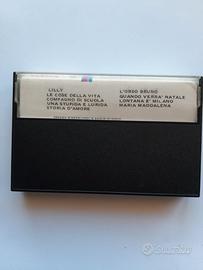 LILLY
LE COSE DELLA VITA
COMPAGNO DI SCUOLA
UNA STUPIDA E LURIDA
STORIA D'AMORE
L'ORSO BRUNO
QUANDO VERRA' NATALE
LONTANA E' MILANO
MARIA MADDALENA
Subito